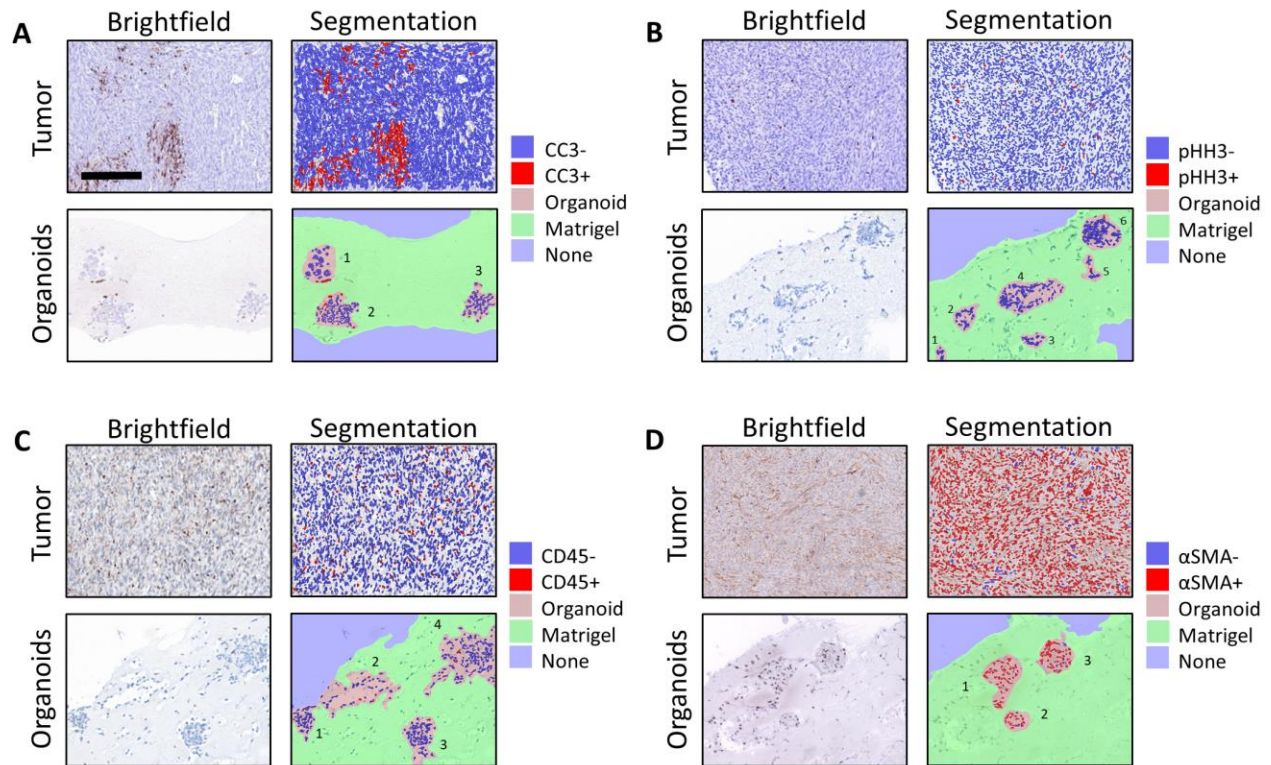 A
Brightfield
Segmentation
Tumor
Organoids
1
2
3
CC3-
CC3+
Organoid
Matrigel
None
B
Brightfield
Segmentation
Tumor
Organoids
6
5
4
2
1
3
pHH3-
pHH3+
Organoid
Matrigel
None
C
Brightfield
Segmentation
Tumor
Organoids
4
2
1
3
CD45-
CD45+
Organoid
Matrigel
None
D
Brightfield
Segmentation
Tumor
Organoids
1
3
2
αSMA-
αSMA+
Organoid
Matrigel
None